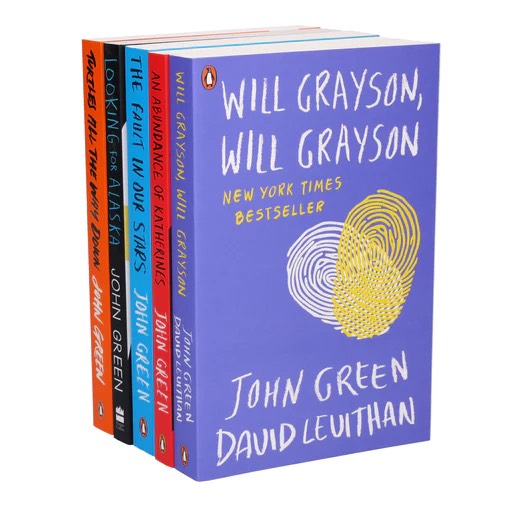 TURTLES ALL THE WAY DOWN JOHN GREEN
LOOKING FOR ALASKA JOHN GREEN
THE FAULT IN OUR STARS JOHN GREEN
AN ABUNDANCE OF KATHERINES JOHN GREEN
WILL GRAYSON, WILL GRAYSON JOHN GREEN
DAVID LEVITHAN
WILL GRAYSON,
WILL GRAYSON
NEW YORK TIMES
BESTSELLER
JOHN GREEN
DAVID LEVITHAN